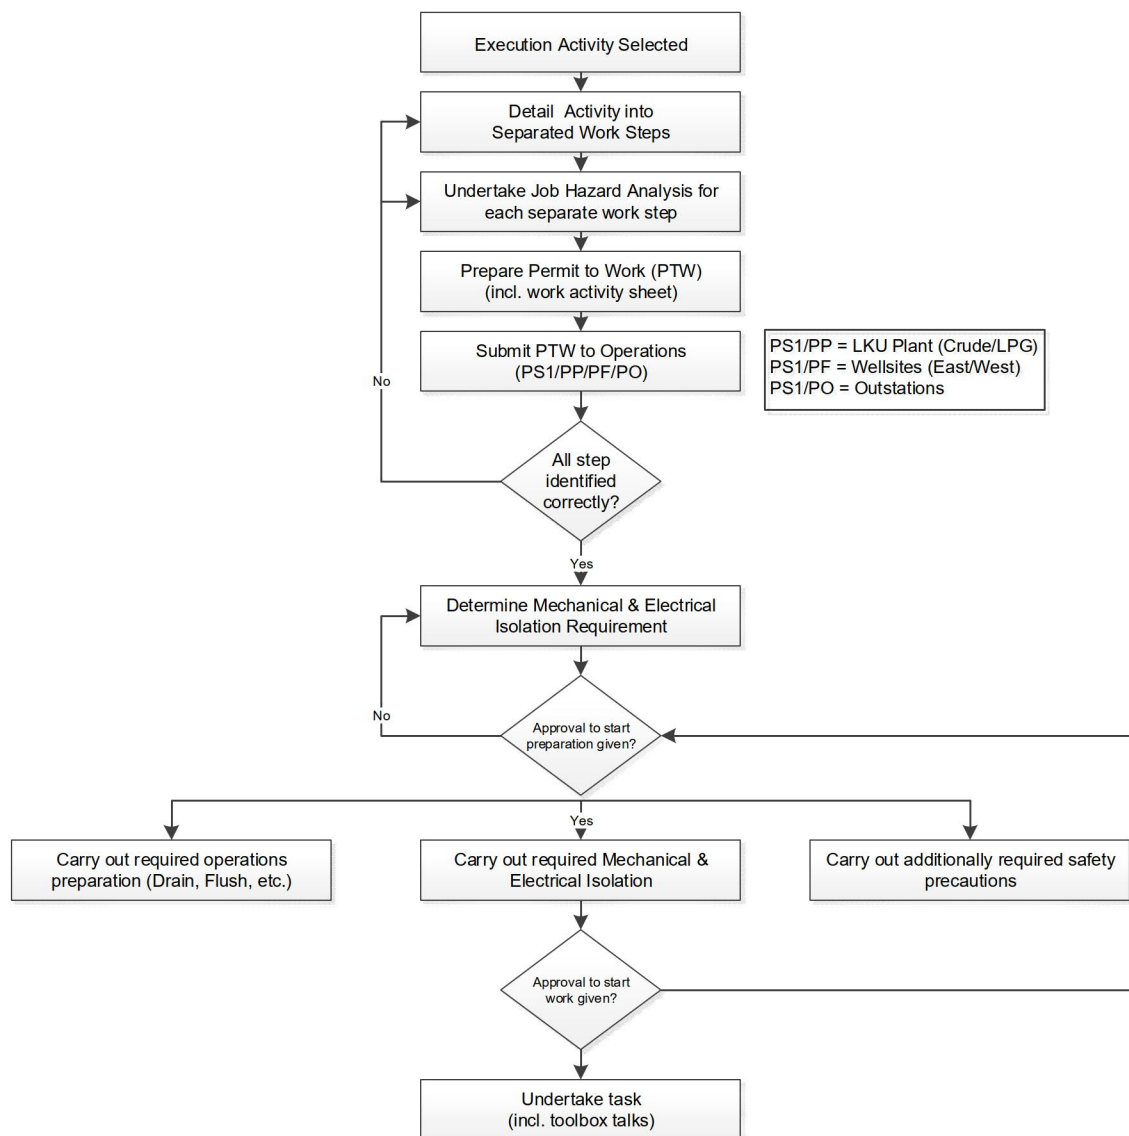 Execution Activity Selected
Detail Activity into
Separated Work Steps
Undertake Job Hazard Analysis for
each separate work step
Prepare Permit to Work (PTW)
(incl. work activity sheet)
Submit PTW to Operations
(PS1/PP/PF/PO)
PS1/PP = LKU Plant (Crude/LPG)
PS1/PF = Wellsites (East/West)
PS1/PO = Outstations
No
All step
identified
correctly?
Yes
Determine Mechanical & Electrical
Isolation Requirement
No
Approval to start
preparation given?
Yes
Carry out required operations
preparation (Drain, Flush, etc.)
Carry out required Mechanical &
Electrical Isolation
Carry out additionally required safety
precautions
Approval to start
work given?
Undertake task
(incl. toolbox talks)